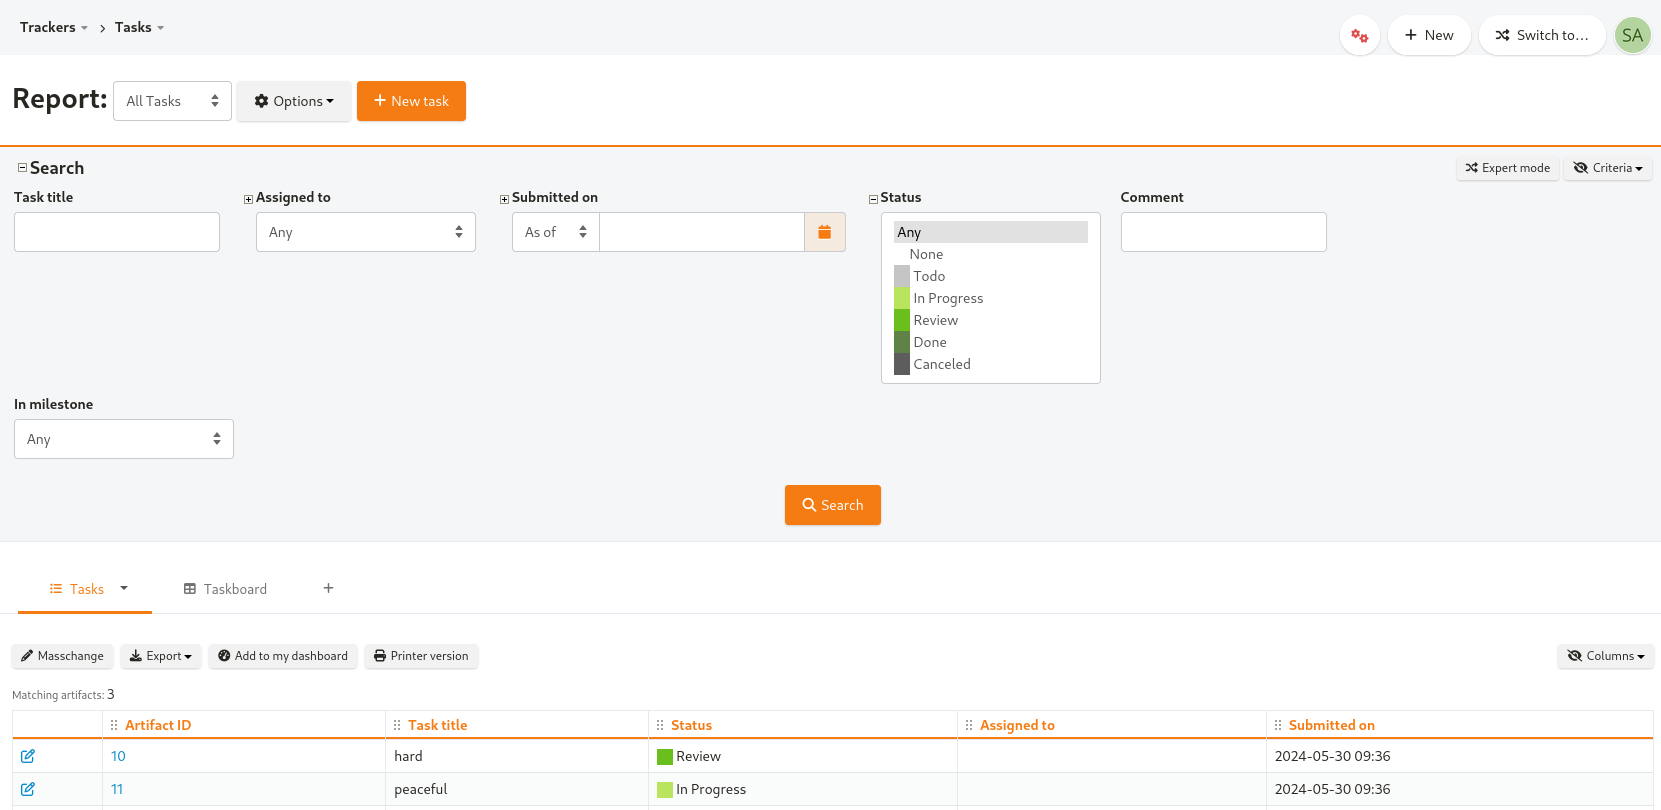 Trackers > Tasks
New
Switch to...
SA
Report:
All Tasks
Options
New task
Search
Expert mode
Criteria
Task title
Assigned to
Submitted on
Status
Comment
Any
As of
Any
None
Todo
In Progress
Review
Done
Canceled
In milestone
Any
Search
Tasks
Taskboard
+
Masschange
Export
Add to my dashboard
Printer version
Columns
Matching artifacts: 3
Artifact ID Task title Status Assigned to Submitted on
10 hard Review 2024-05-30 09:36
11 peaceful In Progress 2024-05-30 09:36